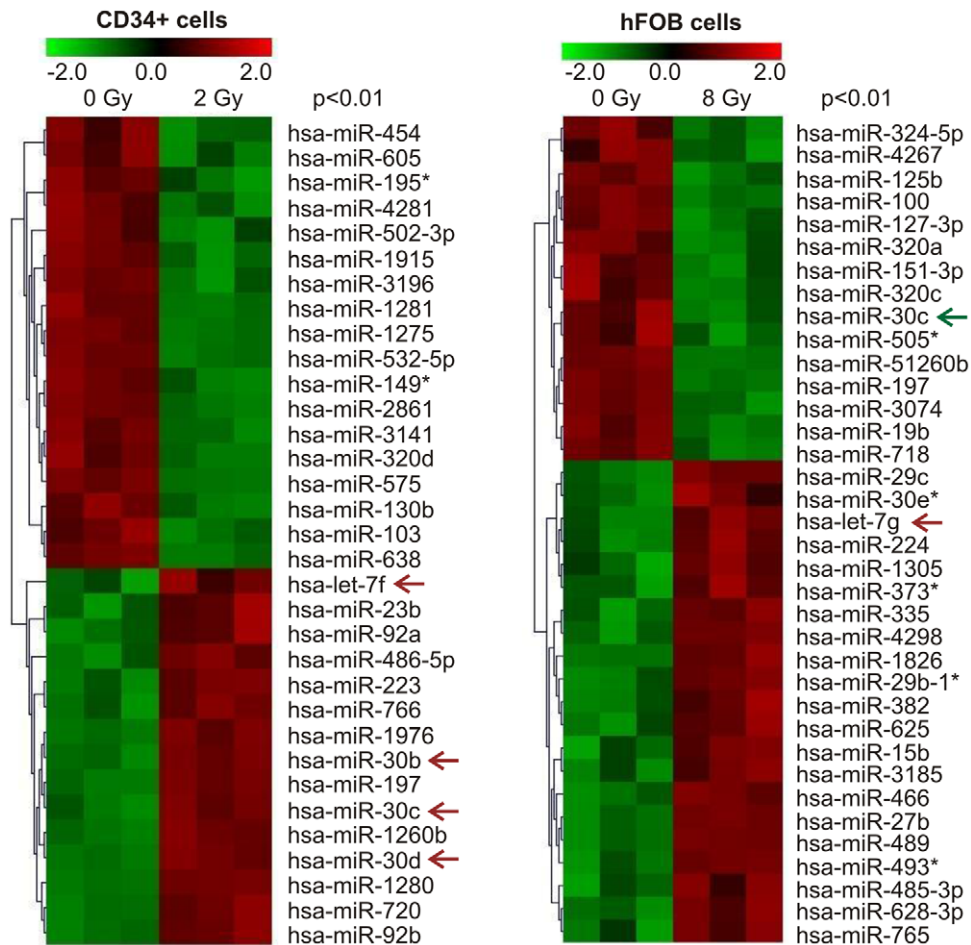 CD34+ cells
-2.0 0.0 2.0
0 Gy 2 Gy p<0.01
hsa-miR-454
hsa-miR-605
hsa-miR-195*
hsa-miR-4281
hsa-miR-502-3p
hsa-miR-1915
hsa-miR-3196
hsa-miR-1281
hsa-miR-1275
hsa-miR-532-5p
hsa-miR-149*
hsa-miR-2861
hsa-miR-3141
hsa-miR-320d
hsa-miR-575
hsa-miR-130b
hsa-miR-103
hsa-miR-638
hsa-let-7f
hsa-miR-23b
hsa-miR-92a
hsa-miR-486-5p
hsa-miR-223
hsa-miR-766
hsa-miR-1976
hsa-miR-30b
hsa-miR-197
hsa-miR-30c
hsa-miR-1260b
hsa-miR-30d
hsa-miR-1280
hsa-miR-720
hsa-miR-92b
hFOB cells
-2.0 0.0 2.0
0 Gy 8 Gy p<0.01
hsa-miR-324-5p
hsa-miR-4267
hsa-miR-125b
hsa-miR-100
hsa-miR-127-3p
hsa-miR-320a
hsa-miR-151-3p
hsa-miR-320c
hsa-miR-30c
hsa-miR-505*
hsa-miR-51260b
hsa-miR-197
hsa-miR-3074
hsa-miR-19b
hsa-miR-718
hsa-miR-29c
hsa-miR-30e*
hsa-let-7g
hsa-miR-224
hsa-miR-1305
hsa-miR-373*
hsa-miR-335
hsa-miR-4298
hsa-miR-1826
hsa-miR-29b-1*
hsa-miR-382
hsa-miR-625
hsa-miR-15b
hsa-miR-3185
hsa-miR-466
hsa-miR-27b
hsa-miR-489
hsa-miR-493*
hsa-miR-485-3p
hsa-miR-628-3p
hsa-miR-765